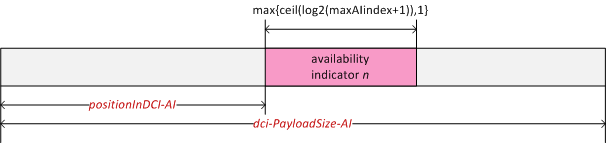 max{ceil(log2(maxAIindex+1)),1}
availability
indicator n
positionInDCI-AI
dci-PayloadSize-AI